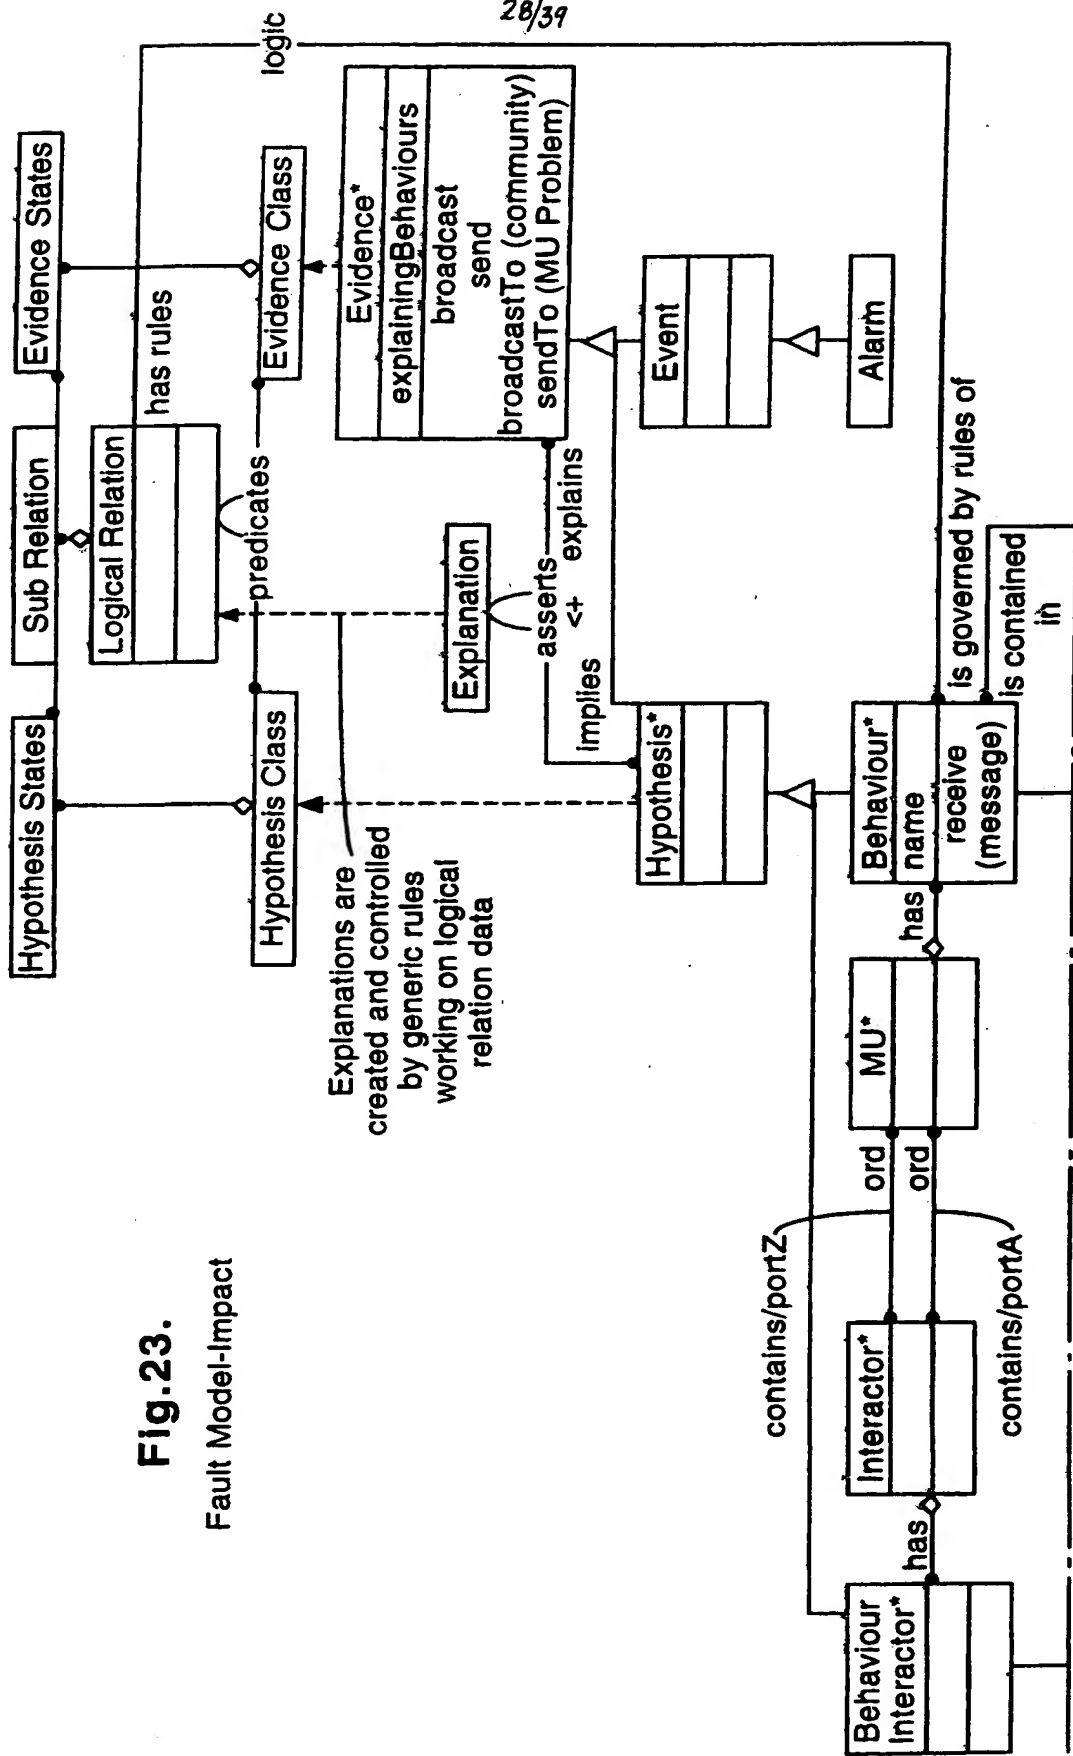 28/39
Fig.23.
Fault Model-Impact
Hypothesis States
Sub Relation
Evidence States
Logical Relation
has rules
logic
Hypothesis Class
predicates
Evidence Class
Explanations are
created and controlled
by generic rules
working on logical
relation data
Explanation
Evidence*
explainingBehaviours
broadcast
send
broadcastTo (community)
sendTo (MU Problem)
asserts
<+
explains
implies
Hypothesis*
Event
Alarm
contains/portZ
ord
ord
contains/portA
Behaviour
Interactor*
has
Interactor*
MU*
has
Behaviour*
name
receive
(message)
is governed by rules of
is contained
in